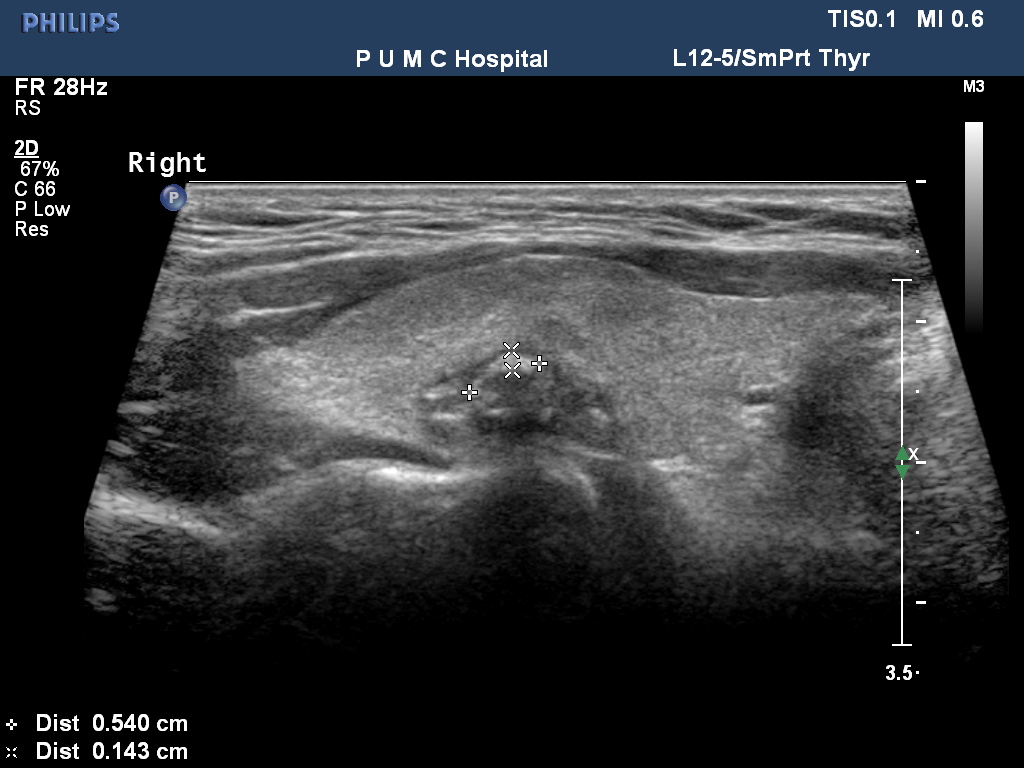 PHILIPS
TIS0.1 MI 0.6
P U M C Hospital
L12-5/SmPrt Thyr
FR 28Hz
RS
M3
2D
67%
C 66
P Low
Res
Right
P
X
3.5
Dist 0.540 cm
Dist 0.143 cm